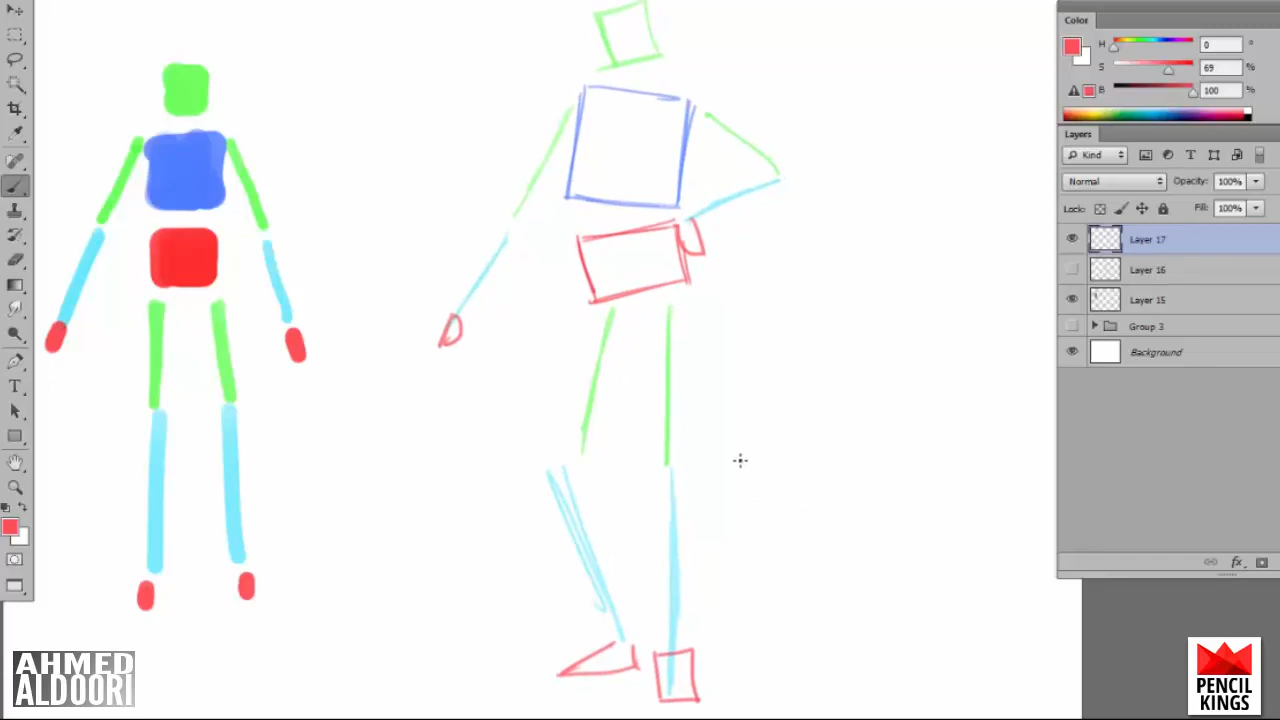 Color
H 0 °
S 69 %
B 100 %
Layers
Kind
Normal Opacity: 100%
Lock: Fill: 100%
Layer 17
Layer 16
Layer 15
Group 3
Background
fx
T
T
AHMED
ALDOORI
PENCIL
KINGS